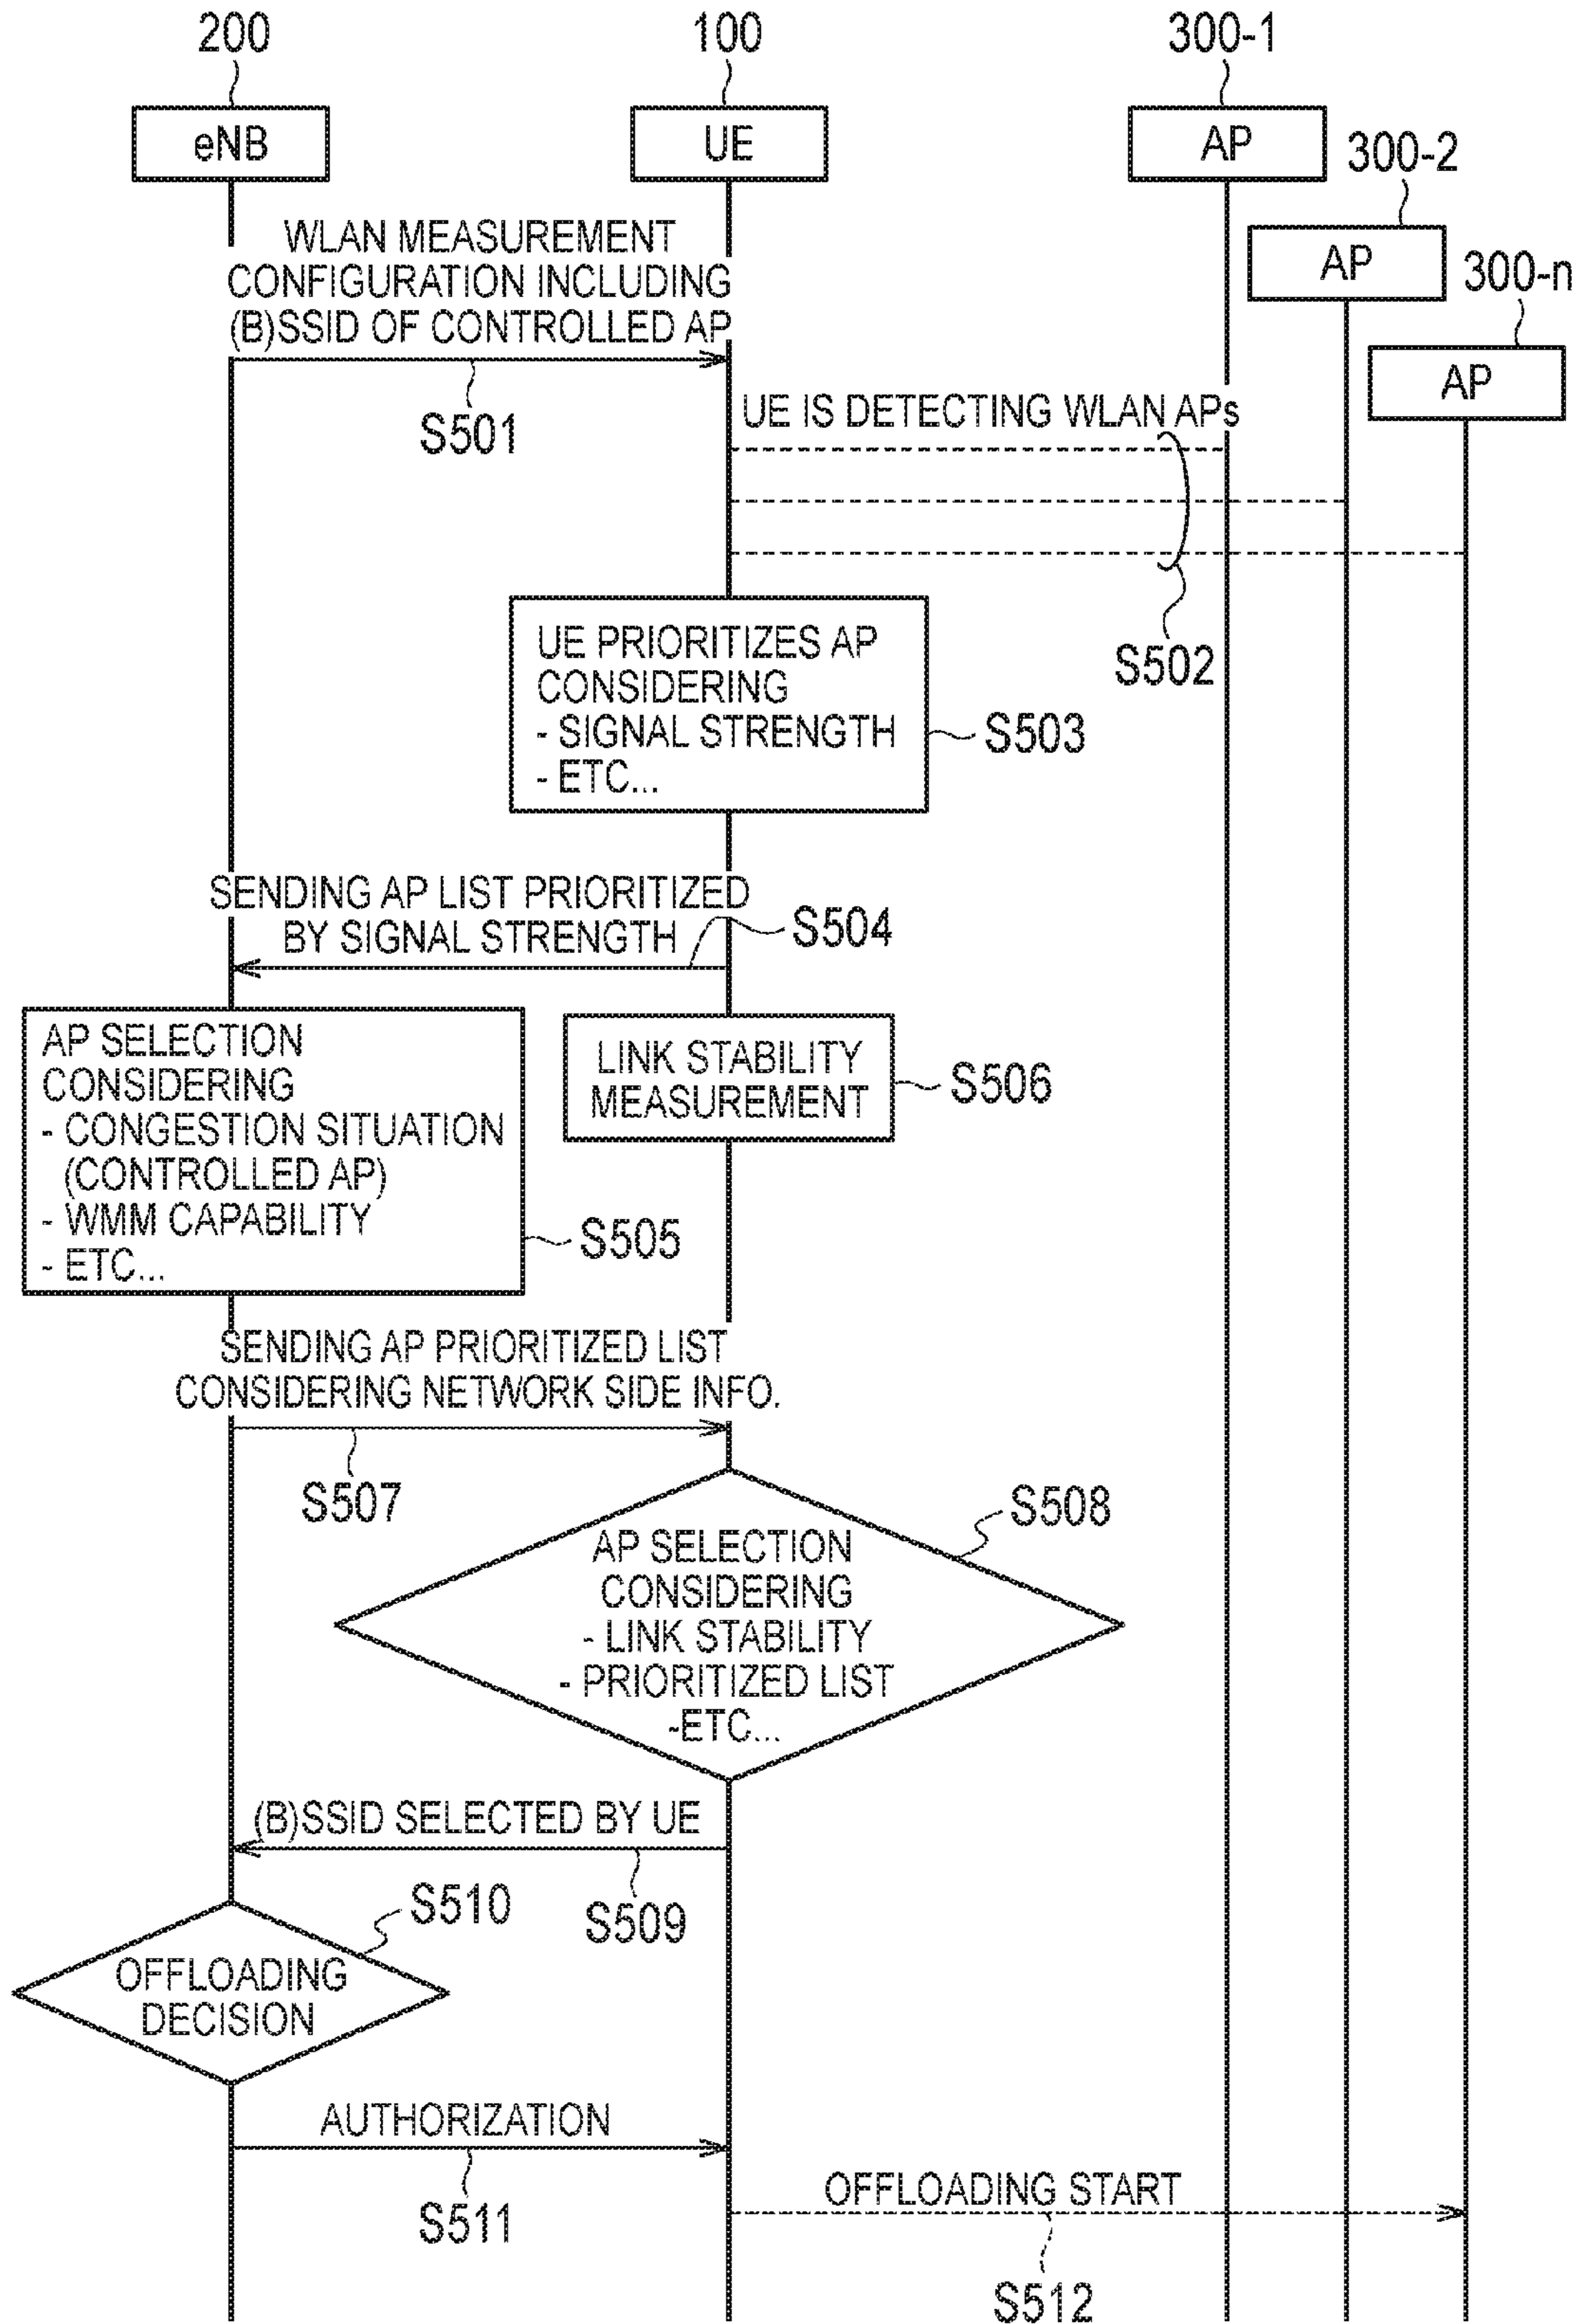 200
100
300-1
eNB
UE
AP
300-2
AP
300-n
AP
WLAN MEASUREMENT
CONFIGURATION INCLUDING
(B)SSID OF CONTROLLED AP
S501
UE IS DETECTING WLAN APs
S502
UE PRIORITIZES AP
CONSIDERING
- SIGNAL STRENGTH
- ETC...
S503
SENDING AP LIST PRIORITIZED
BY SIGNAL STRENGTH
S504
AP SELECTION
CONSIDERING
- CONGESTION SITUATION
(CONTROLLED AP)
- WMM CAPABILITY
- ETC...
S505
LINK STABILITY
MEASUREMENT
S506
SENDING AP PRIORITIZED LIST
CONSIDERING NETWORK SIDE INFO.
S507
AP SELECTION
CONSIDERING
- LINK STABILITY
- PRIORITIZED LIST
-ETC...
S508
(B)SSID SELECTED BY UE
S509
OFFLOADING
DECISION
S510
AUTHORIZATION
S511
OFFLOADING START
S512